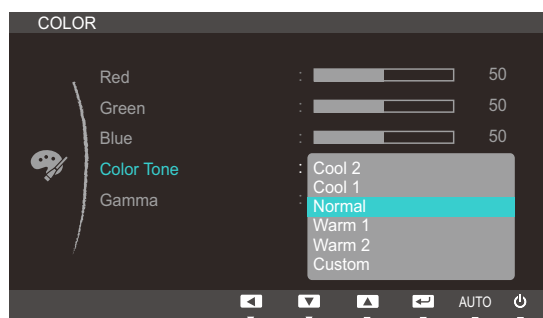 COLOR
Red : 50
Green : 50
Blue : 50
Color Tone :
Cool 2
Cool 1
Normal
Warm 1
Warm 2
Custom
Gamma :
AUTO